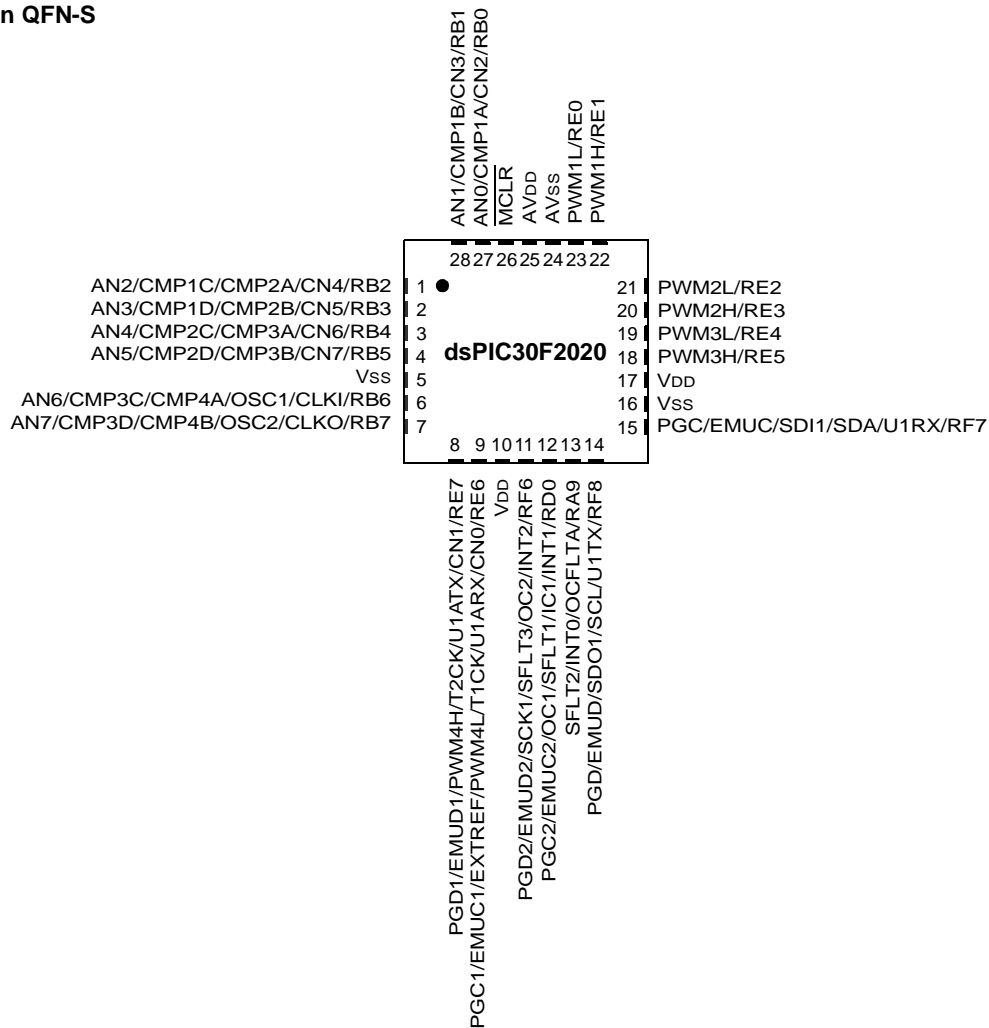 n QFN-S
AN1/CMP1B/CN3/RB1
AN0/CMP1A/CN2/RB0
MCLR
AVDD
AVSS
PWM1L/RE0
PWM1H/RE1
28 27 26 25 24 23 22
AN2/CMP1C/CMP2A/CN4/RB2 1
AN3/CMP1D/CMP2B/CN5/RB3 2
AN4/CMP2C/CMP3A/CN6/RB4 3
AN5/CMP2D/CMP3B/CN7/RB5 4
VSS 5
AN6/CMP3C/CMP4A/OSC1/CLKI/RB6 6
AN7/CMP3D/CMP4B/OSC2/CLKO/RB7 7
dsPIC30F2020
21 PWM2L/RE2
20 PWM2H/RE3
19 PWM3L/RE4
18 PWM3H/RE5
17 VDD
16 VSS
15 PGC/EMUC/SDI1/SDA/U1RX/RF7
8 9 10 11 12 13 14
PGD1/EMUD1/PWM4H/T2CK/U1ATX/CN1/RE7
PGC1/EMUC1/EXTREF/PWM4L/T1CK/U1ARX/CN0/RE6
VDD
PGD2/EMUD2/SCK1/SFLT3/OC2/INT2/RF6
PGC2/EMUC2/OC1/SFLT1/IC1/INT1/RD0
SFLT2/INT0/OCFLTA/RA9
PGD/EMUD/SDO1/SCL/U1TX/RF8